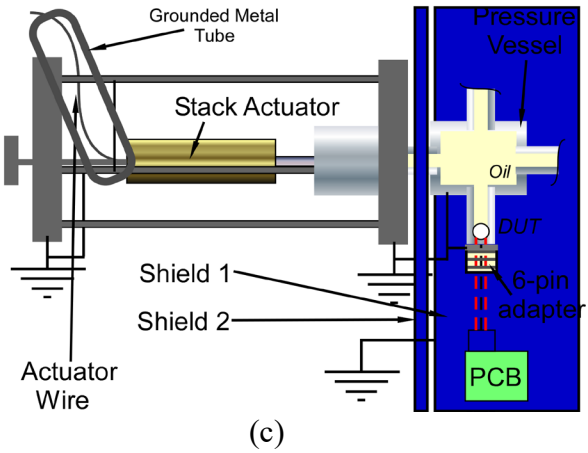 Grounded Metal
Tube
Pressure
Vessel
Stack Actuator
Oil
DUT
Shield 1
6-pin
adapter
Shield 2
Actuator
Wire
PCB
(c)